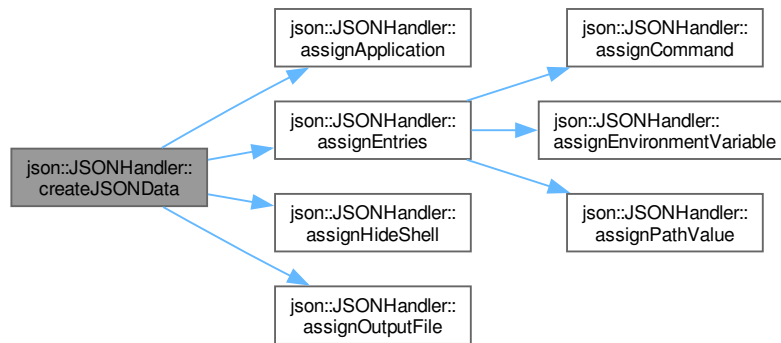 json::JSONHandler::
createJSONData
json::JSONHandler::
assignApplication
json::JSONHandler::
assignEntries
json::JSONHandler::
assignHideShell
json::JSONHandler::
assignOutputFile
json::JSONHandler::
assignCommand
json::JSONHandler::
assignEnvironmentVariable
json::JSONHandler::
assignPathValue